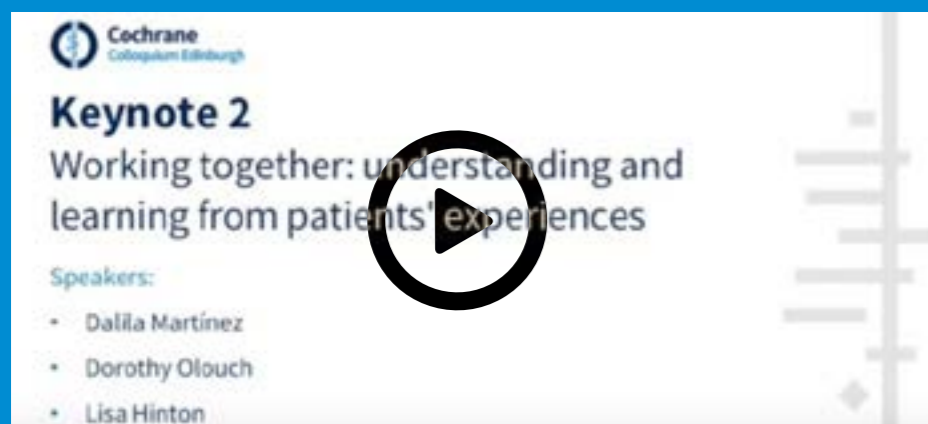 Cochrane
Colloquium Edinburgh
Keynote 2
Working together: understanding and
learning from patients' experiences
Speakers:
- Dalila Martínez
- Dorothy Olouch
- Lisa Hinton